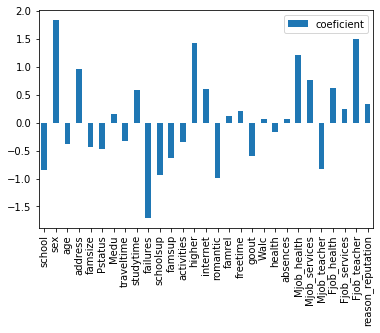 coeficient
2.0
1.5
1.0
0.5
0.0
−0.5
−1.0
−1.5
school
sex
age
address
famsize
Pstatus
Medu
traveltime
studytime
failures
schoolsup
famsup
activities
higher
internet
romantic
famrel
freetime
goout
Walc
health
absences
Mjob_health
Mjob_services
Mjob_teacher
Fjob_health
Fjob_services
Fjob_teacher
reason_reputation